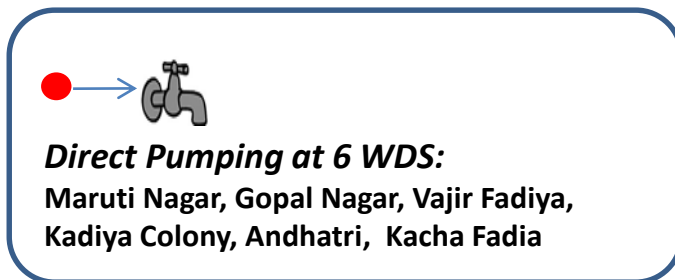 Direct Pumping at 6 WDS:
Maruti Nagar, Gopal Nagar, Vajir Fadiya,
Kadiya Colony, Andhatri,  Kacha Fadia